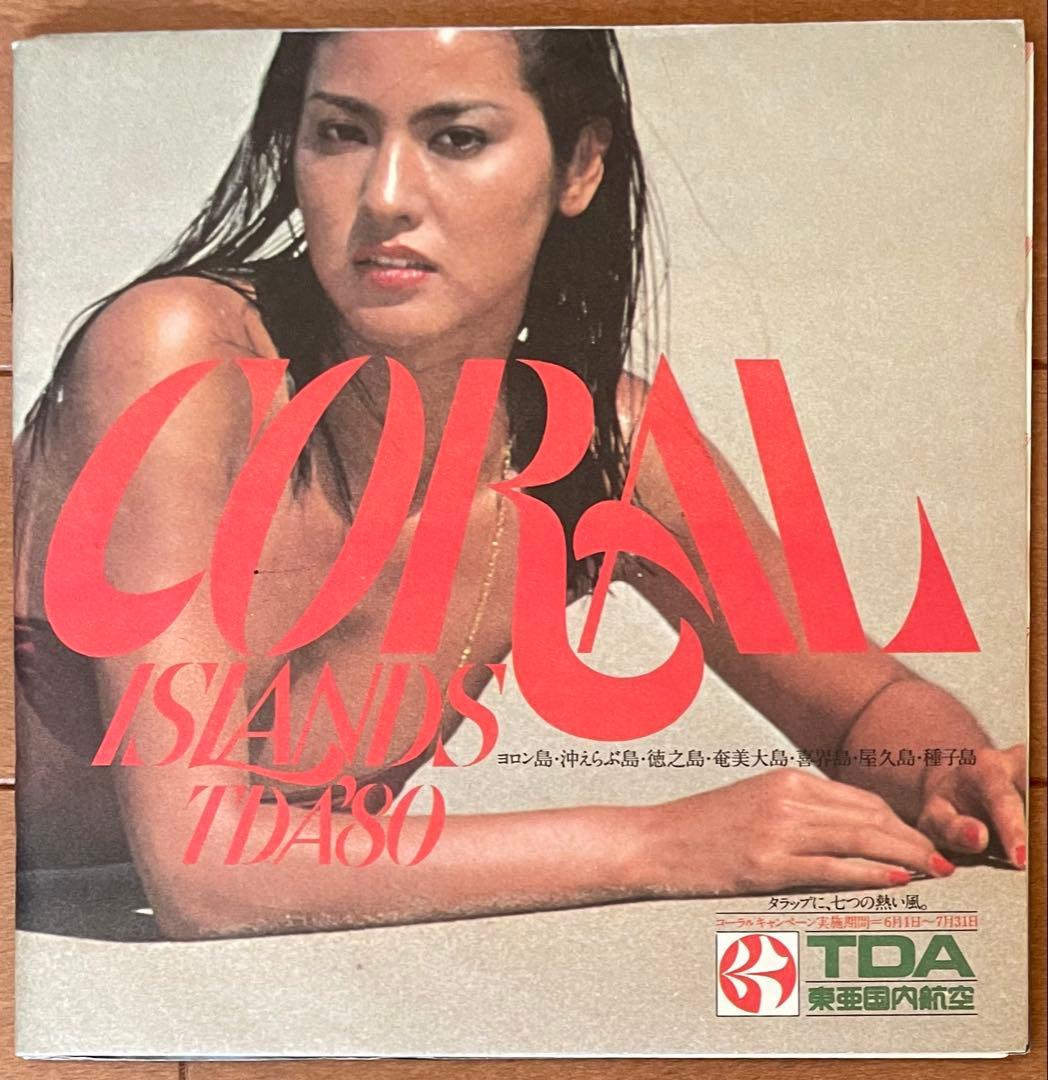 CORAL
ISLANDS
TDA'80
ヨロン島・沖えらぶ島・徳之島・奄美大島・喜界島・屋久島・種子島
タラップに、七つの熱い風。
コーラルキャンペーン実施期間=6月1日〜7月31日
TDA
東亜国内航空